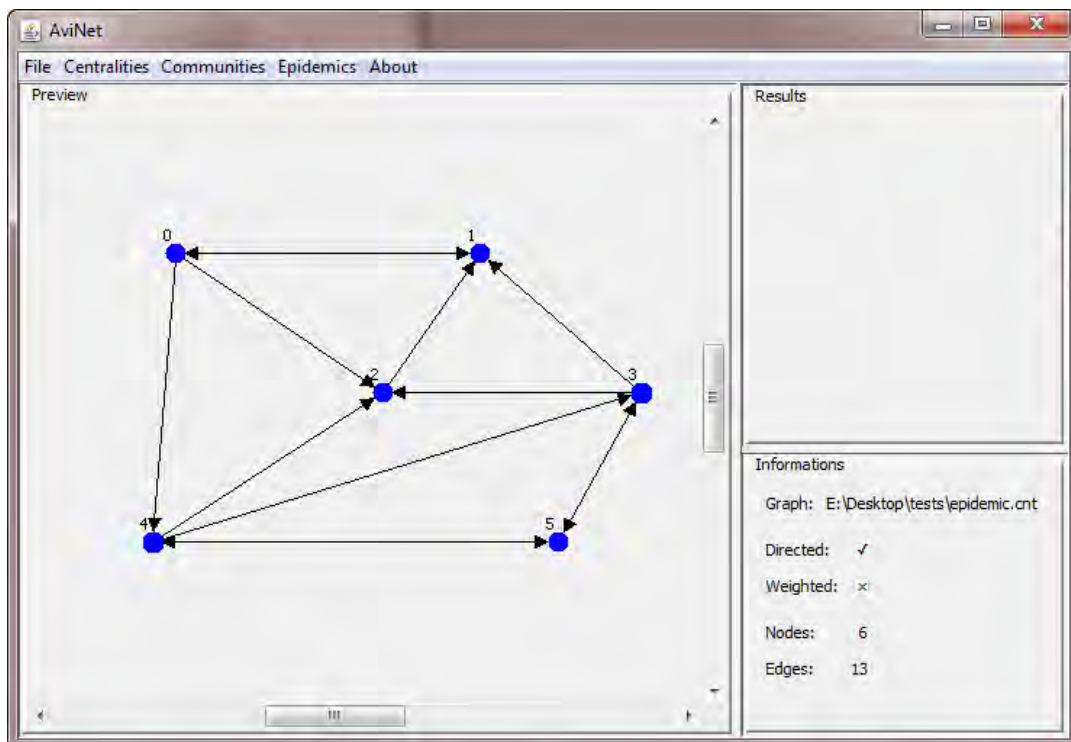 AviNet
File Centralities Communities Epidemics About
Preview
Results
0
1
2
3
4
5
Informations
Graph: E:\Desktop\tests\epidemic.cnt
Directed: ✓
Weighted: ×
Nodes: 6
Edges: 13